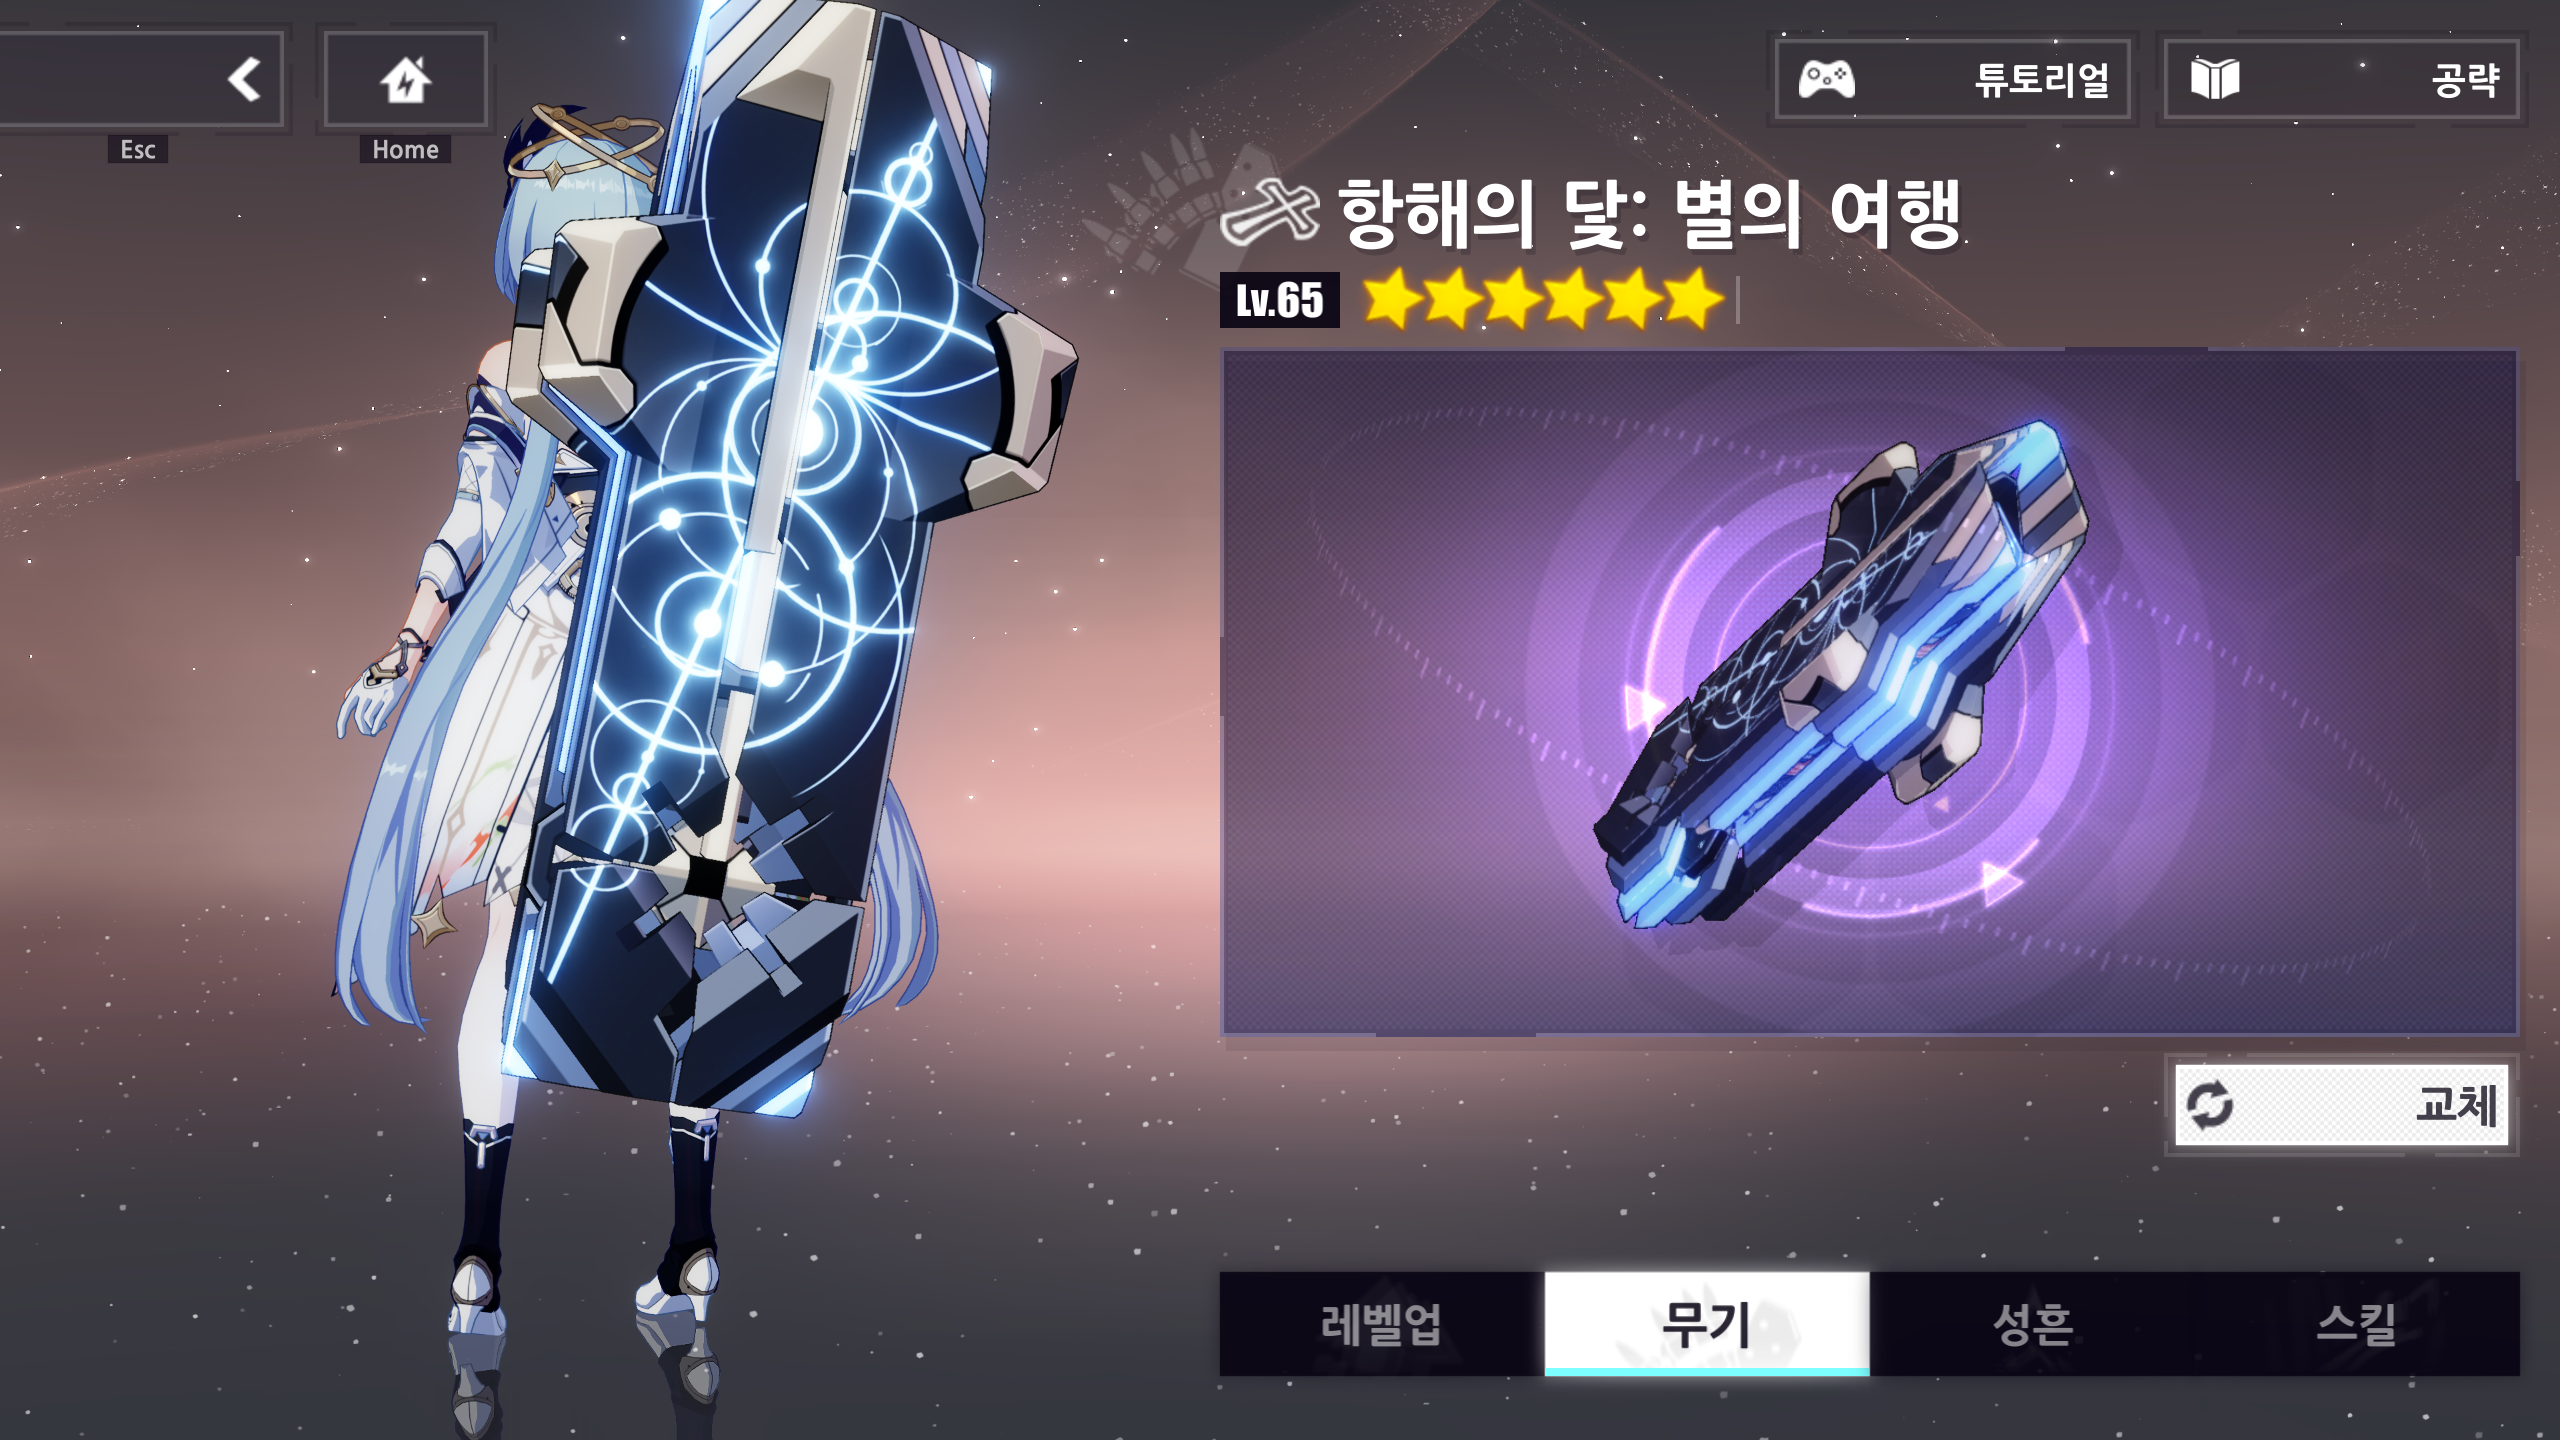 Esc
Home
튜토리얼
공략
항해의 닻: 별의 여행
Lv.65
교체
레벨업
무기
성흔
스킬